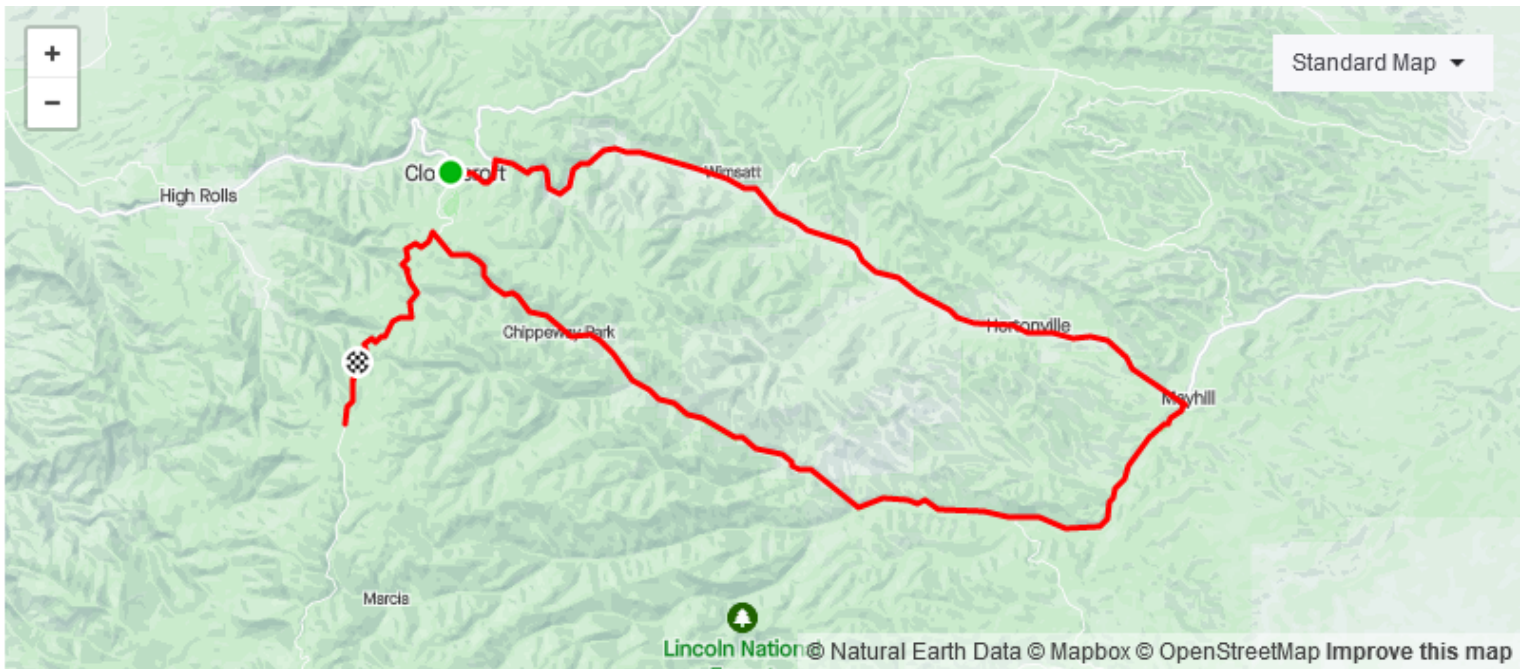 +
Standard Map
−
Wimsatt
High Rolls
Hortonville
Chippeway Park
Mayhill
Marcia
Lincoln Nation
© Natural Earth Data © Mapbox © OpenStreetMap Improve this map